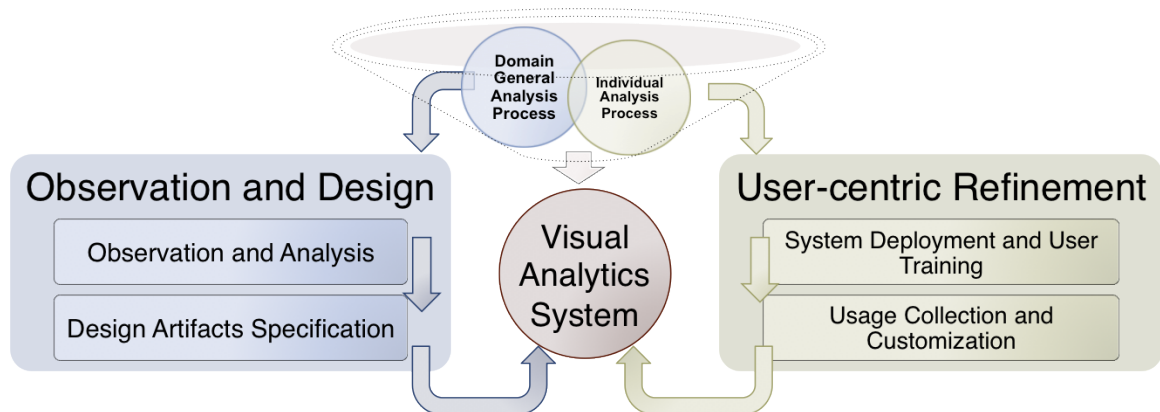 Domain
General
Analysis
Process
Individual
Analysis
Process
Observation and Design
Observation and Analysis
Design Artifacts Specification
Visual
Analytics
System
User-centric Refinement
System Deployment and User
Training
Usage Collection and
Customization